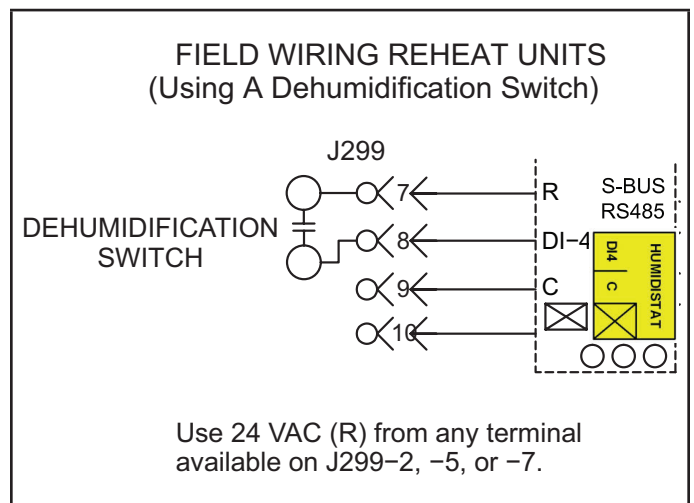 FIELD WIRING REHEAT UNITS
(Using A Dehumidification Switch)
J299
DEHUMIDIFICATION
SWITCH
7
R
8
DI-4
9
C
10
S-BUS
RS485
DI4
C
HUMIDISTAT
Use 24 VAC (R) from any terminal
available on J299-2, -5, or -7.